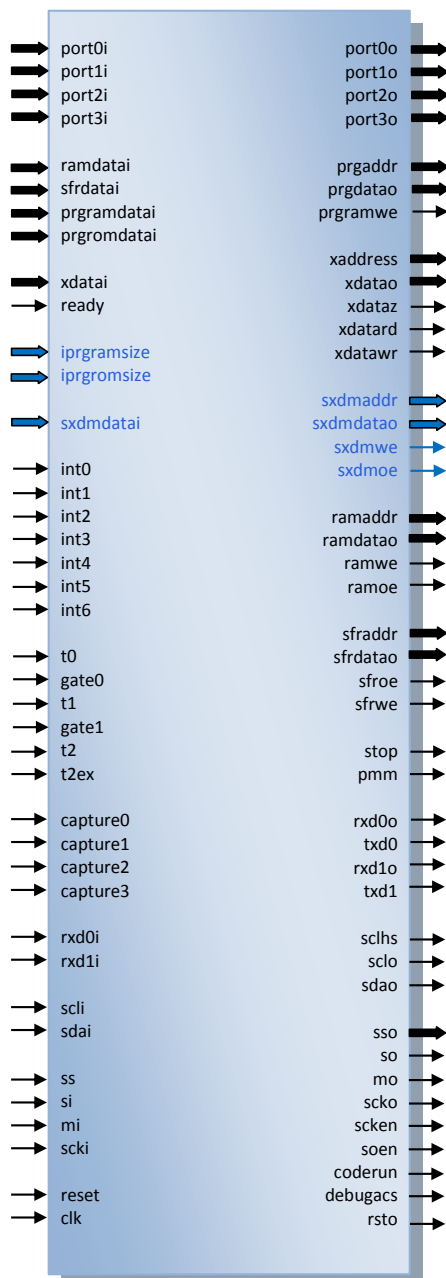 port0i
port1i
port2i
port3i
ramdatai
sfrdatai
prgramdatai
prgromdatai
xdatai
ready
iprgramsize
iprgromsize
sxdmdatai
int0
int1
int2
int3
int4
int5
int6
t0
gate0
t1
gate1
t2
t2ex
capture0
capture1
capture2
capture3
rxd0i
rxd1i
scli
sdai
ss
si
mi
scki
reset
clk
port0o
port1o
port2o
port3o
prgaddr
prgdatao
prgramwe
xaddress
xdatao
xdataz
xdatard
xdatawr
sxdmaddr
sxdmdatao
sxdmwe
sxdmoe
ramaddr
ramdatao
ramwe
ramoe
sfraddr
sfrdatao
sfroe
sfrwe
stop
pmm
rxd0o
txd0
rxd1o
txd1
sclhs
sclo
sdao
sso
so
mo
scko
scken
soen
coderun
debugacs
rsto